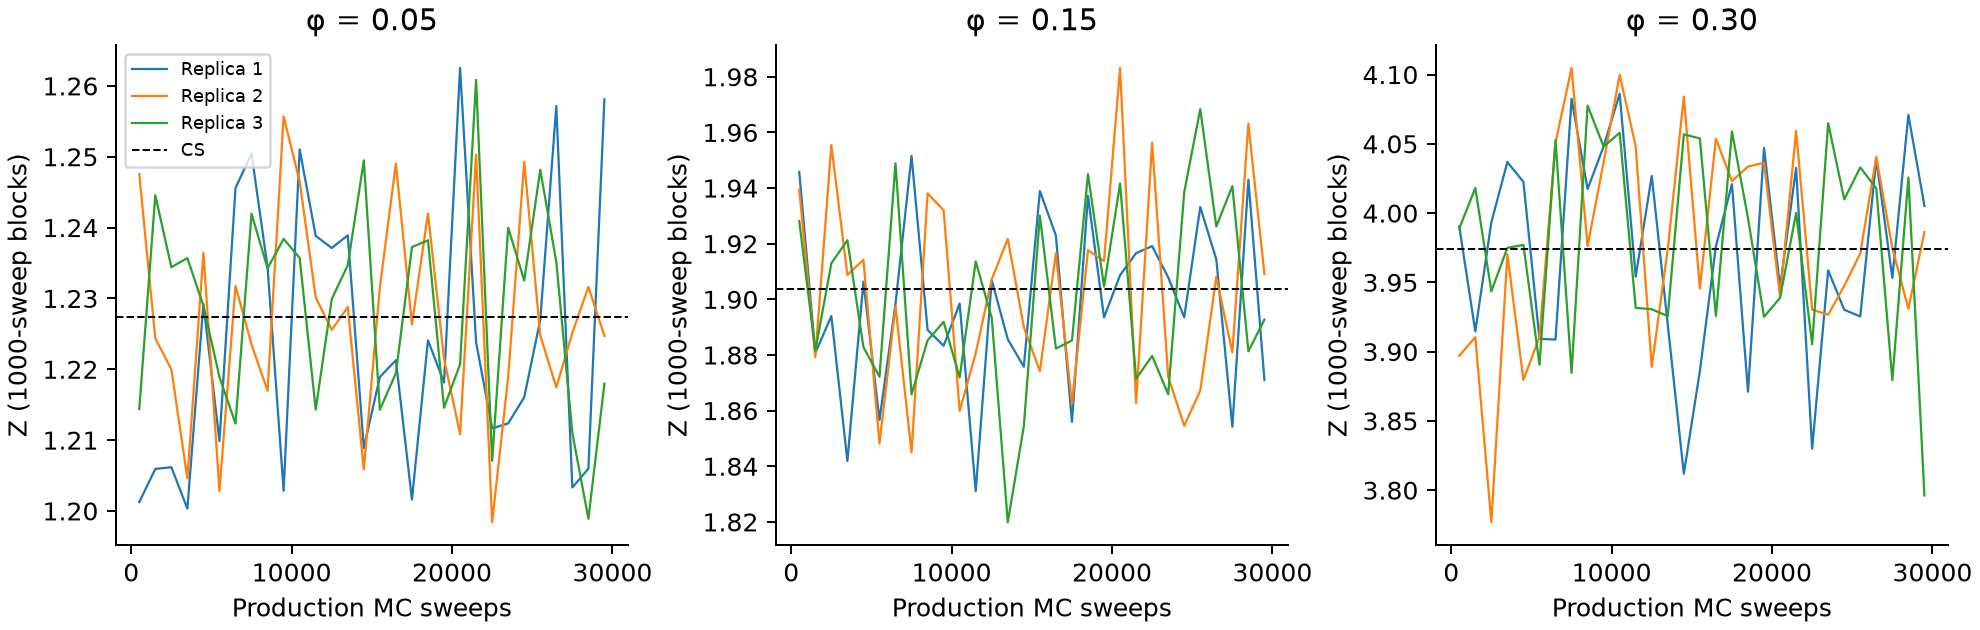 φ = 0.05
Z (1000-sweep blocks)
1.26
1.25
1.24
1.23
1.22
1.21
1.20
Replica 1
Replica 2
Replica 3
CS
0 10000 20000 30000
Production MC sweeps
φ = 0.15
Z (1000-sweep blocks)
1.98
1.96
1.94
1.92
1.90
1.88
1.86
1.84
1.82
0 10000 20000 30000
Production MC sweeps
φ = 0.30
Z (1000-sweep blocks)
4.10
4.05
4.00
3.95
3.90
3.85
3.80
0 10000 20000 30000
Production MC sweeps